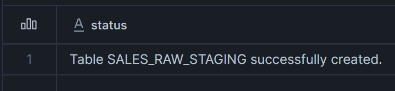 A status
1 Table SALES_RAW_STAGING successfully created.